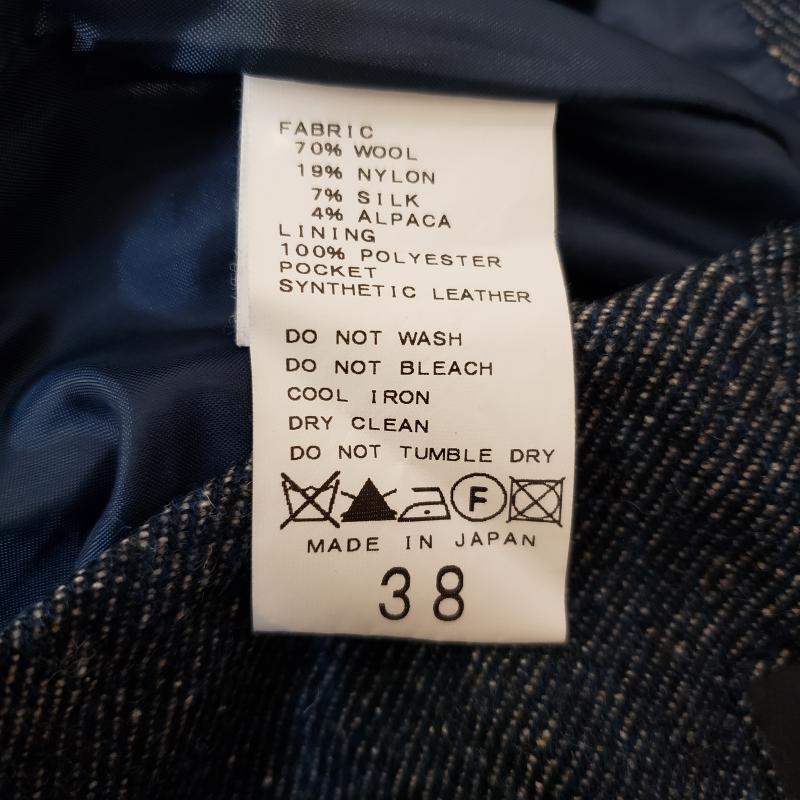 FABRIC
70% WOOL
19% NYLON
7% SILK
4% ALPACA
LINING
100% POLYESTER
POCKET
SYNTHETIC LEATHER
DO NOT WASH
DO NOT BLEACH
COOL IRON
DRY CLEAN
DO NOT TUMBLE DRY
F
MADE IN JAPAN
38